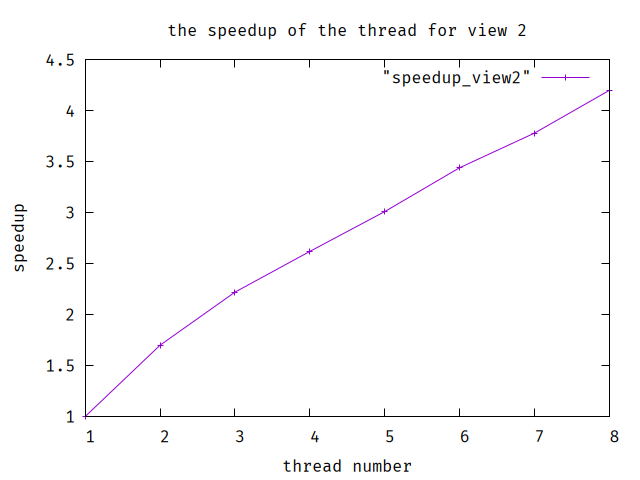 the speedup of the thread for view 2
"speedup_view2"
4.5
4
3.5
3
2.5
2
1.5
1
speedup
1 2 3 4 5 6 7 8
thread number